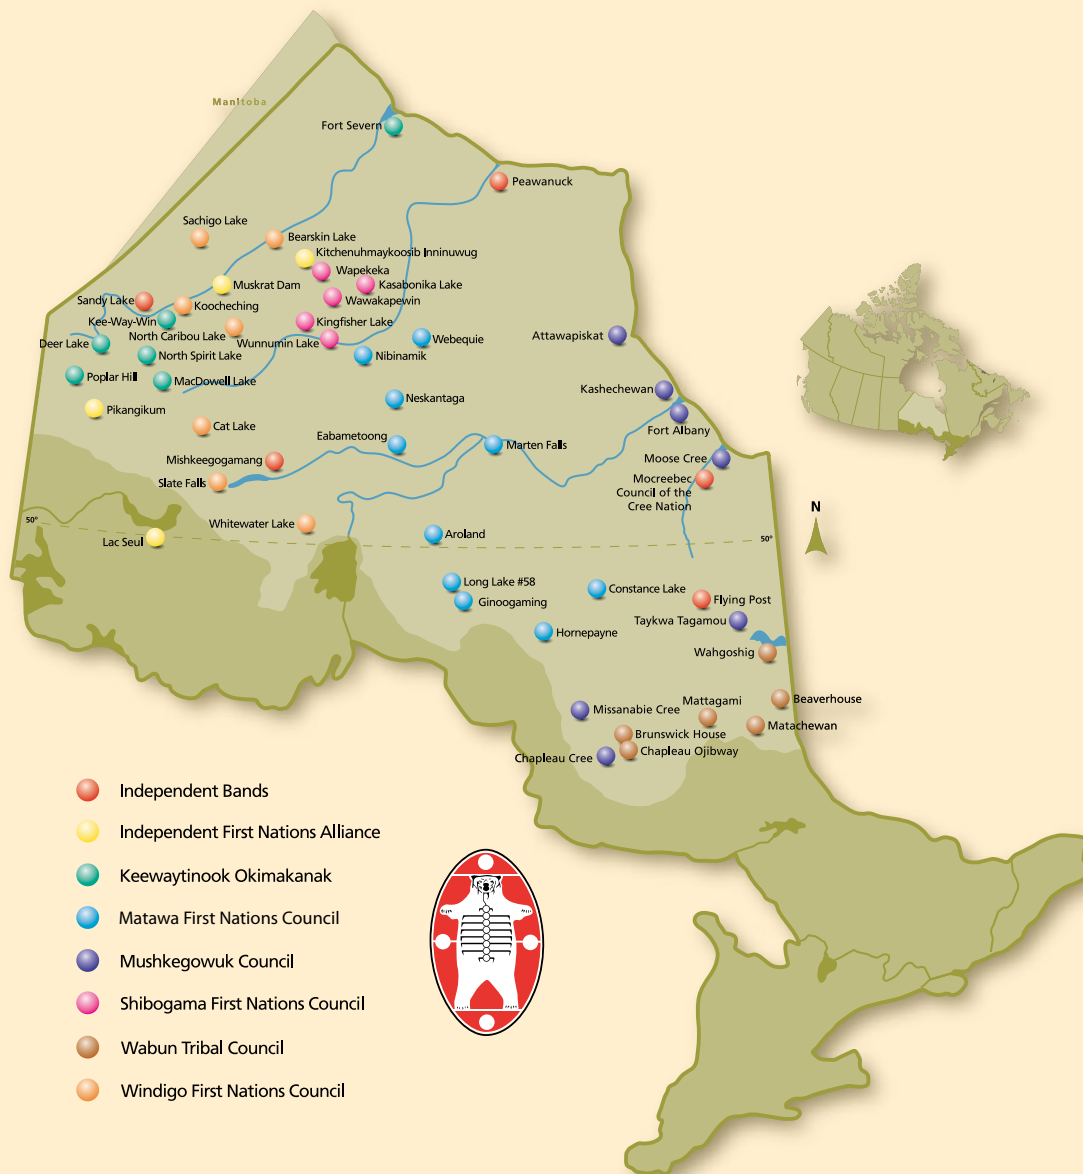 Manitoba
Fort Severn
Peawanuck
Sachigo Lake
Bearskin Lake
Kitchenuhmaykoosib Inninuwug
Wapekeka
Muskrat Dam
Kasabonika Lake
Sandy Lake
Wawakapewin
Koocheching
Kee-Way-Win
Kingfisher Lake
North Caribou Lake
Attawapiskat
Webequie
Deer Lake
Wunnumin Lake
North Spirit Lake
Nibinamik
Poplar Hill
MacDowell Lake
Kashechewan
Neskantaga
Pikangikum
Cat Lake
Fort Albany
Eabametoong
Marten Falls
Mishkeegogamang
Moose Cree
Slate Falls
Mocreebec
Council of the
Cree Nation
N
50°
Whitewater Lake
Aroland
50°
Lac Seul
Long Lake #58
Constance Lake
Ginoogaming
Flying Post
Taykwa Tagamou
Hornepayne
Wahgoshig
Mattagami
Beaverhouse
Missanabie Cree
Matachewan
Brunswick House
Chapleau Ojibway
Chapleau Cree
Independent Bands
Independent First Nations Alliance
Keewaytinook Okimakanak
Matawa First Nations Council
Mushkegowuk Council
Shibogama First Nations Council
Wabun Tribal Council
Windigo First Nations Council